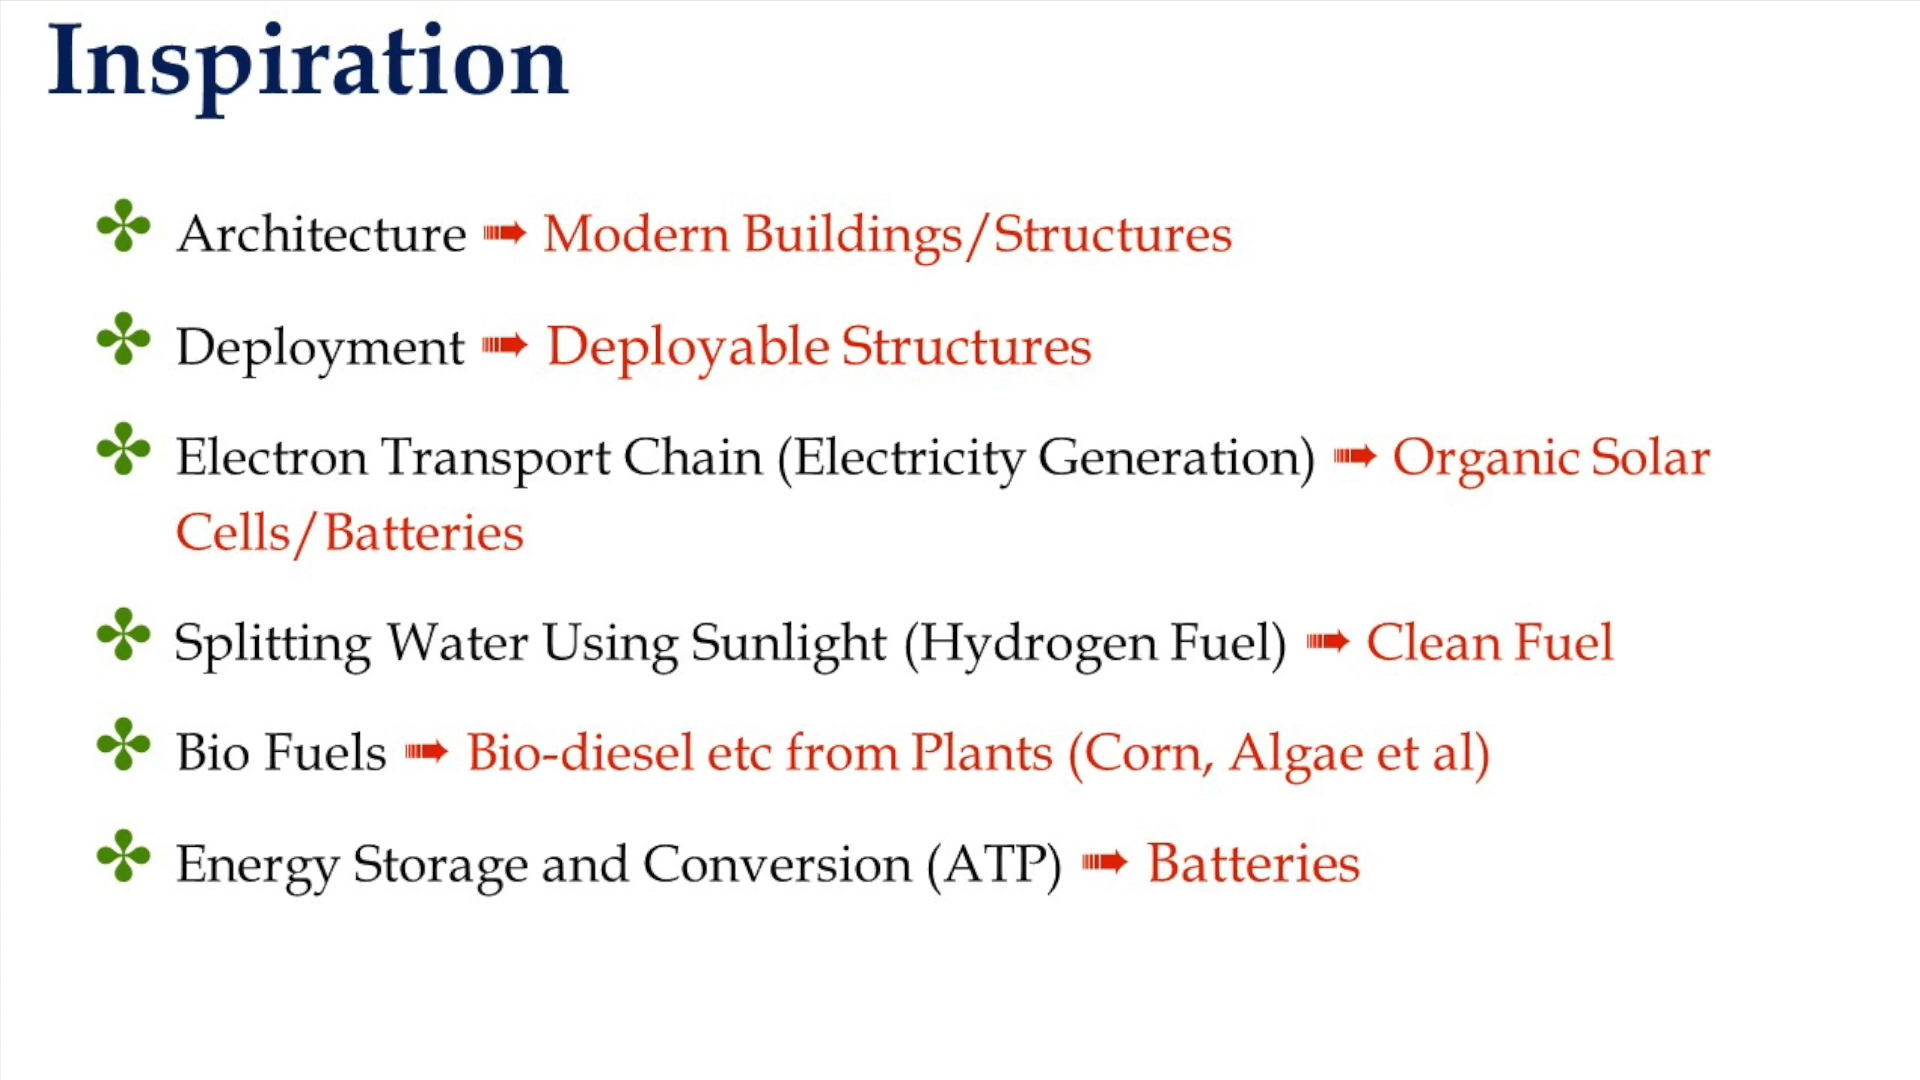 Inspiration
✤ Architecture ➠ Modern Buildings/Structures
✤ Deployment ➠ Deployable Structures
✤ Electron Transport Chain (Electricity Generation) ➠ Organic Solar
Cells/Batteries
✤ Splitting Water Using Sunlight (Hydrogen Fuel) ➠ Clean Fuel
✤ Bio Fuels ➠ Bio-diesel etc from Plants (Corn, Algae et al)
✤ Energy Storage and Conversion (ATP) ➠ Batteries